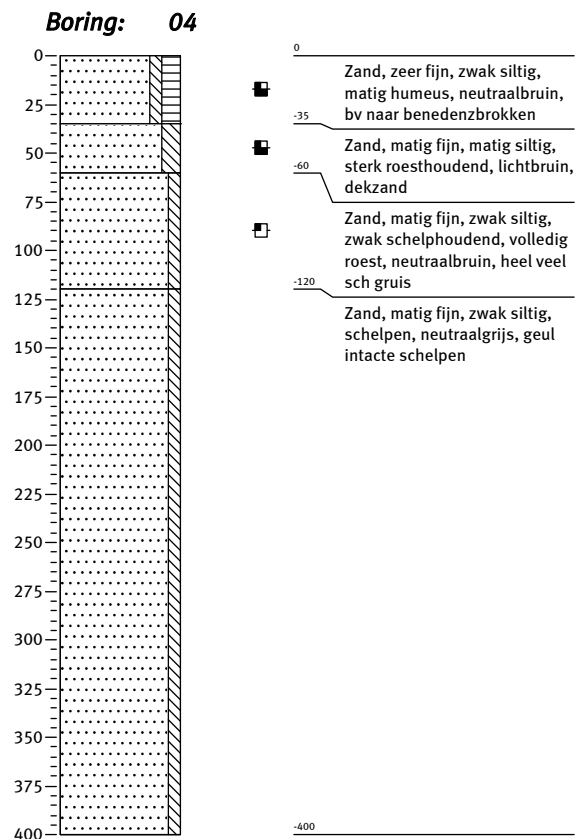 Boring: 04
0
25
50
75
100
125
150
175
200
225
250
275
300
325
350
375
400
0
Zand, zeer fijn, zwak siltig,
matig humeus, neutraalbruin,
bv naar benedenzbrokken
-35
Zand, matig fijn, matig siltig,
sterk roesthoudend, lichtbruin,
dekzand
-60
Zand, matig fijn, zwak siltig,
zwak schelphoudend, volledig
roest, neutraalbruin, heel veel
sch gruis
-120
Zand, matig fijn, zwak siltig,
schelpen, neutraalgrijs, geul
intacte schelpen
-400